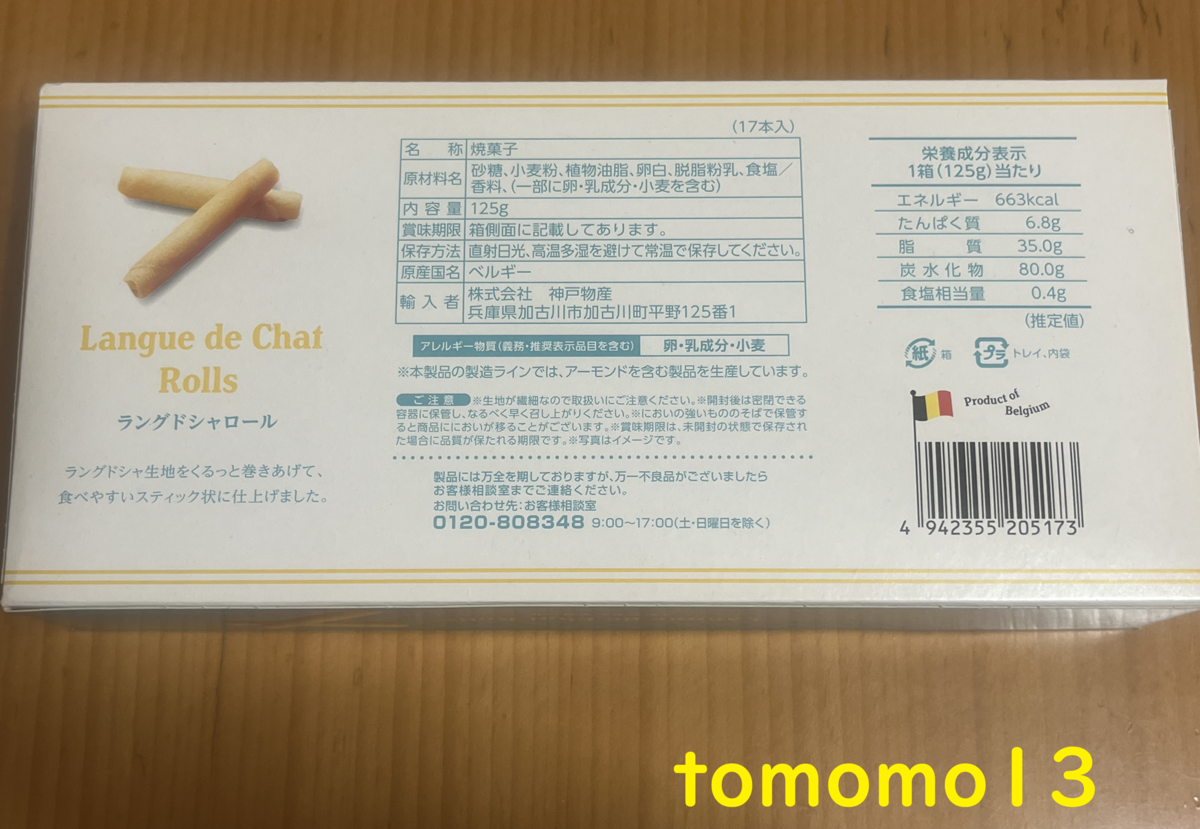 Langue de Chat
Rolls
ラングドシャロール
ラングドシャ生地をくるっと巻きあげて、
食べやすいスティック状に仕上げました。
(17本入)
名 称 焼菓子
原材料名 砂糖、小麦粉、植物油脂、卵白、脱脂粉乳、食塩／
香料、(一部に卵・乳成分・小麦を含む)
内容量 125g
賞味期限 箱側面に記載してあります。
保存方法 直射日光、高温多湿を避けて常温で保存してください。
原産国名 ベルギー
輸入者 株式会社 神戸物産
兵庫県加古川市加古川町平野125番1
アレルギー物質(義務・推奨表示品目を含む) 卵・乳成分・小麦
※本製品の製造ラインでは、アーモンドを含む製品を生産しています。
ご注意 ※生地が繊細なので取扱いにご注意ください。※開封後は密閉できる
容器に保管し、なるべく早く召し上がりください。※においの強いもののそばで保管す
ると商品ににおいが移ることがございます。※賞味期限は、未開封の状態で保存され
た場合に品質が保たれる期限です。※写真はイメージです。
製品には万全を期しておりますが、万一不良品がございましたら
お客様相談室までご連絡ください。
お問い合わせ先:お客様相談室
0120-808348 9:00〜17:00(土・日曜日を除く)
栄養成分表示
1箱(125g)当たり
エネルギー 663kcal
たんぱく質 6.8g
脂質 35.0g
炭水化物 80.0g
食塩相当量 0.4g
(推定値)
紙 箱 プラ トレイ、内袋
Product of
Belgium
4 942355 205173
tomomo13